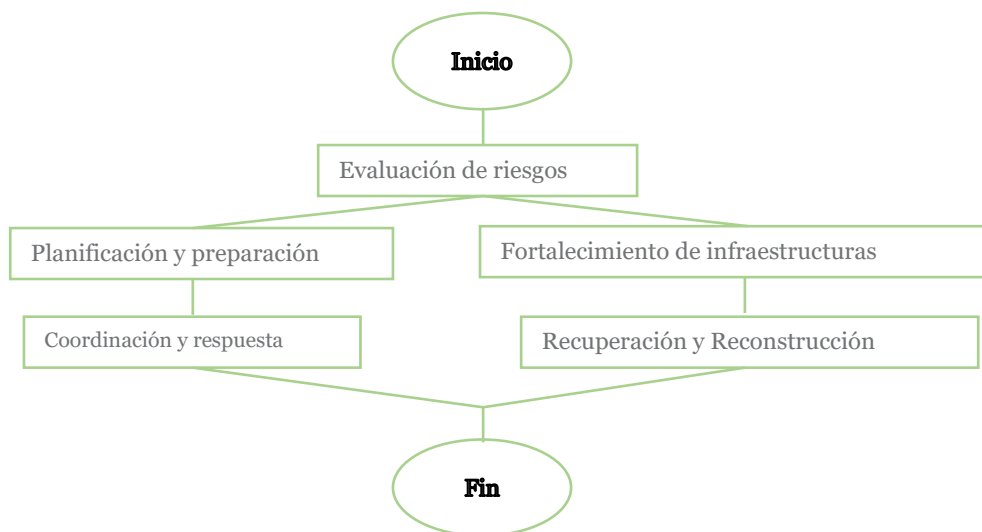 Inicio
Evaluación de riesgos
Planificación y preparación
Fortalecimiento de infraestructuras
Coordinación y respuesta
Recuperación y Reconstrucción
Fin